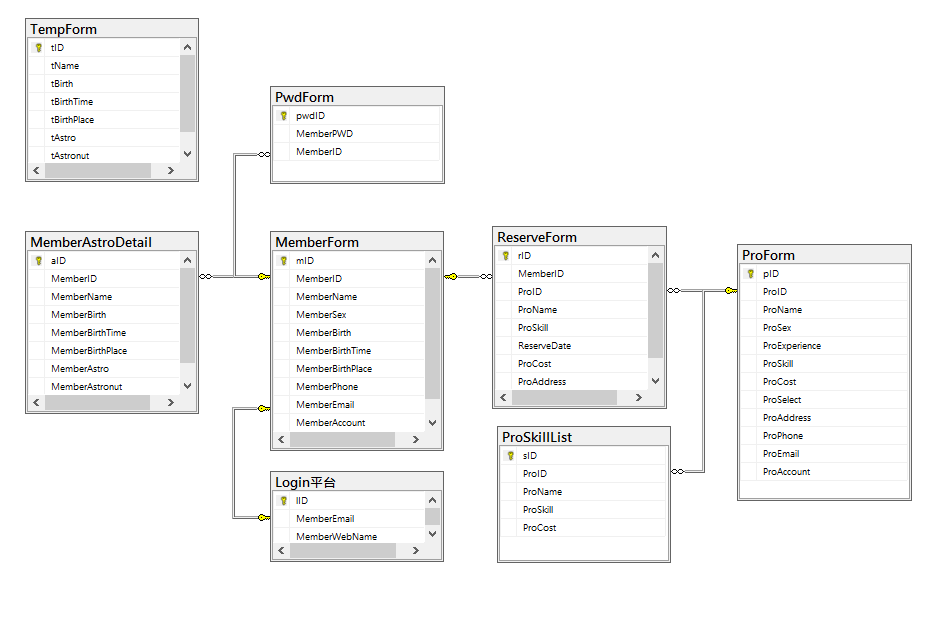 TempForm
tID
tName
tBirth
tBirthTime
tBirthPlace
tAstro
tAstronut
PwdForm
pwdID
MemberPWD
MemberID
MemberAstroDetail
aID
MemberID
MemberName
MemberBirth
MemberBirthTime
MemberBirthPlace
MemberAstro
MemberAstronut
MemberForm
mID
MemberID
MemberName
MemberSex
MemberBirth
MemberBirthTime
MemberBirthPlace
MemberPhone
MemberEmail
MemberAccount
Login平台
lID
MemberEmail
MemberWebName
ReserveForm
rID
MemberID
ProID
ProName
ProSkill
ReserveDate
ProCost
ProAddress
ProSkillList
sID
ProID
ProName
ProSkill
ProCost
ProForm
pID
ProID
ProName
ProSex
ProExperience
ProSkill
ProCost
ProSelect
ProAddress
ProPhone
ProEmail
ProAccount